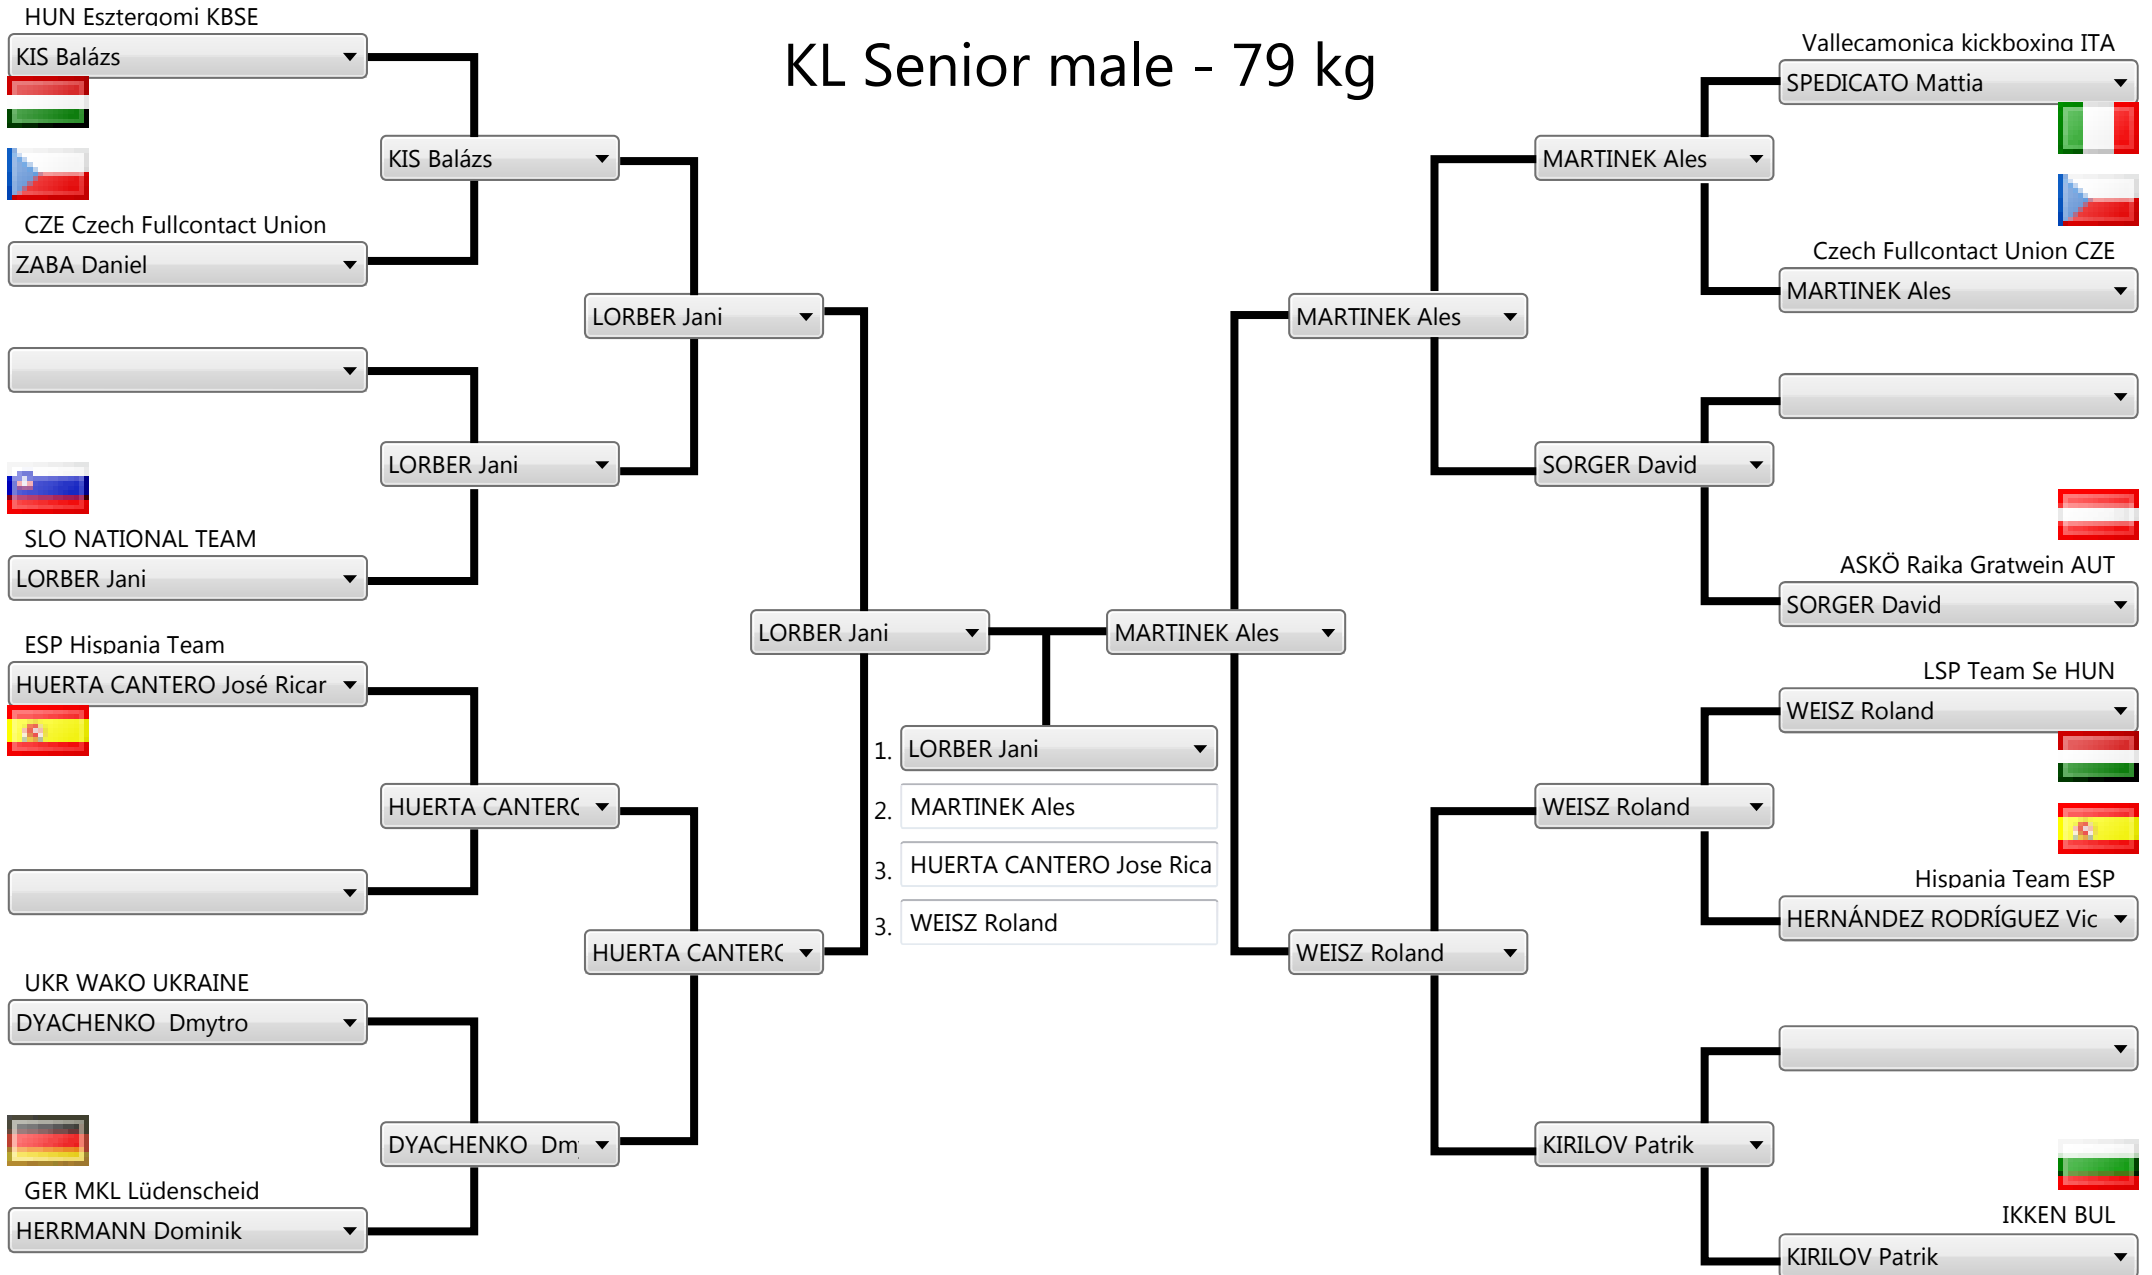 KL Senior male - 79 kg
HUN Esztergomi KBSE
KIS Balázs
CZE Czech Fullcontact Union
ZABA Daniel
SLO NATIONAL TEAM
LORBER Jani
ESP Hispania Team
HUERTA CANTERO José Ricar
UKR WAKO UKRAINE
DYACHENKO Dmytro
GER MKL Lüdenscheid
HERRMANN Dominik
KIS Balázs
LORBER Jani
HUERTA CANTERO
DYACHENKO Dm
LORBER Jani
HUERTA CANTERO
LORBER Jani
MARTINEK Ales
1. LORBER Jani
2. MARTINEK Ales
3. HUERTA CANTERO Jose Rica
3. WEISZ Roland
MARTINEK Ales
WEISZ Roland
MARTINEK Ales
SORGER David
WEISZ Roland
KIRILOV Patrik
Vallecamonica kickboxing ITA
SPEDICATO Mattia
Czech Fullcontact Union CZE
MARTINEK Ales
ASKÖ Raika Gratwein AUT
SORGER David
LSP Team Se HUN
WEISZ Roland
Hispania Team ESP
HERNÁNDEZ RODRÍGUEZ Vic
IKKEN BUL
KIRILOV Patrik